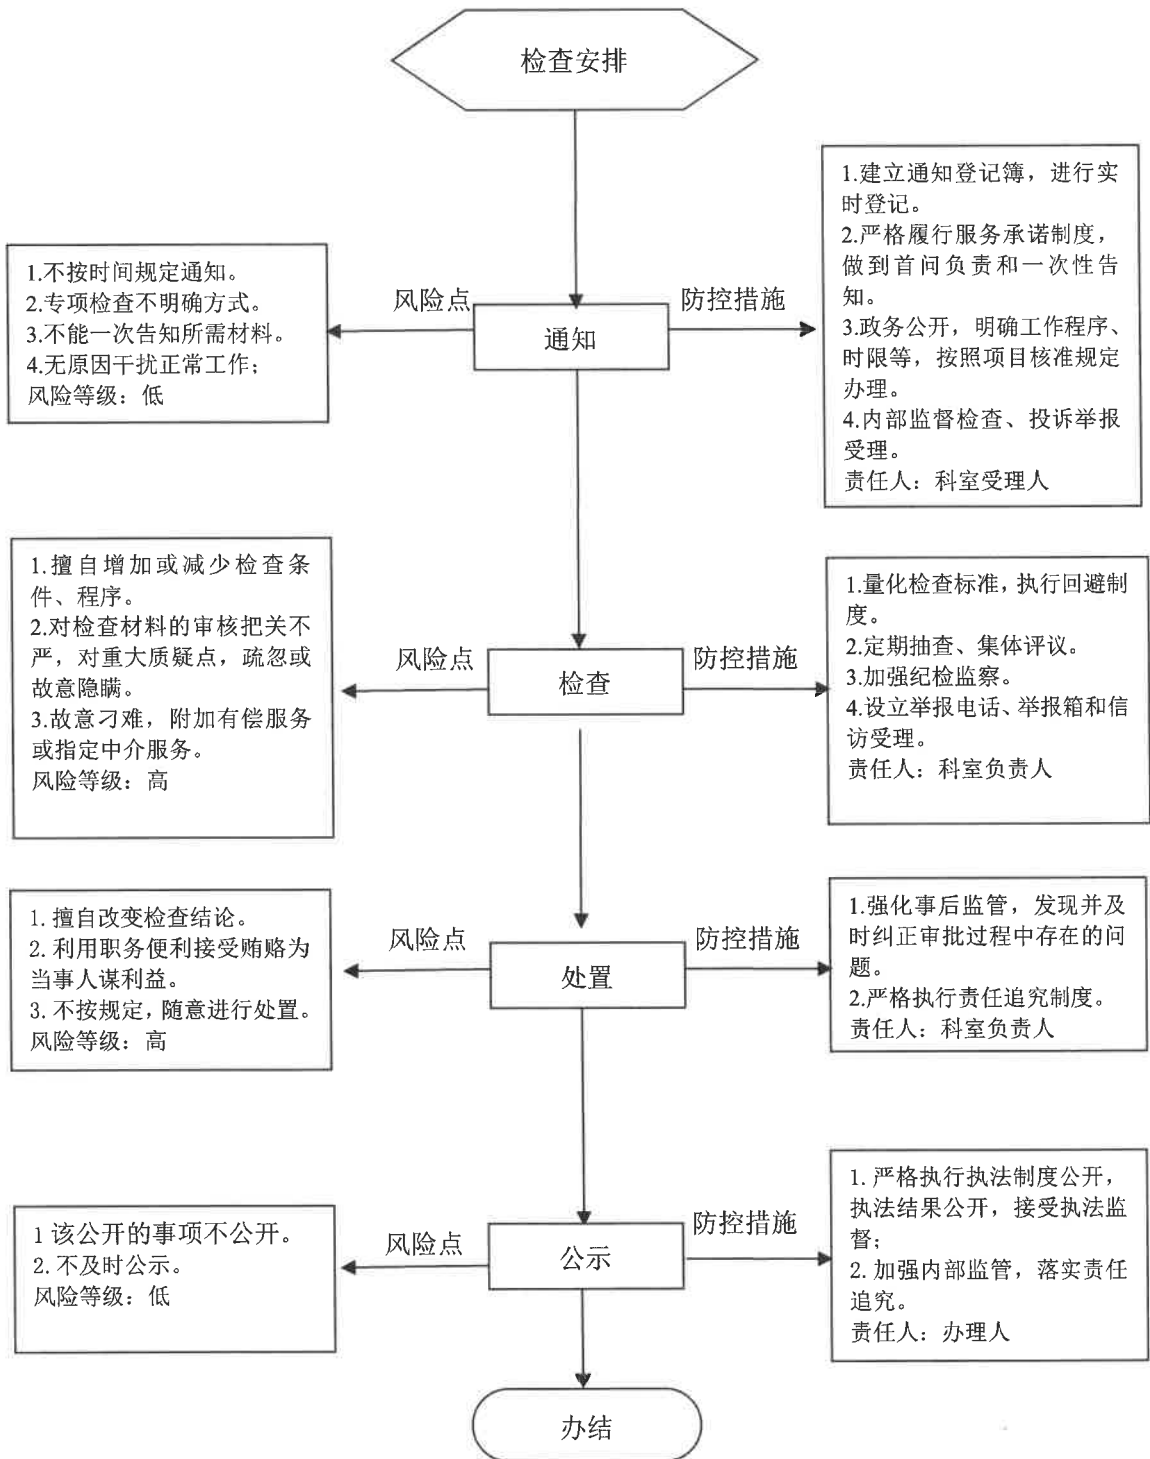 检查安排
1.建立通知登记簿，进行实
时登记。
2.严格履行服务承诺制度，
做到首问负责和一次性告
知。
3.政务公开，明确工作程序、
时限等，按照项目核准规定
办理。
4.内部监督检查、投诉举报
受理。
责任人：科室受理人
1.不按时间规定通知。
2.专项检查不明确方式。
3.不能一次告知所需材料。
4.无原因干扰正常工作；
风险等级：低
风险点
通知
防控措施
1.擅自增加或减少检查条
件、程序。
2.对检查材料的审核把关不
严，对重大质疑点，疏忽或
故意隐瞒。
3.故意刁难，附加有偿服务
或指定中介服务。
风险等级：高
风险点
检查
防控措施
1.量化检查标准，执行回避制
度。
2.定期抽查、集体评议。
3.加强纪检监察。
4.设立举报电话、举报箱和信
访受理。
责任人：科室负责人
1. 擅自改变检查结论。
2. 利用职务便利接受贿赂为
当事人谋利益。
3. 不按规定，随意进行处置。
风险等级：高
风险点
处置
防控措施
1.强化事后监管，发现并及
时纠正审批过程中存在的问
题。
2.严格执行责任追究制度。
责任人：科室负责人
1 该公开的事项不公开。
2. 不及时公示。
风险等级：低
风险点
公示
防控措施
1. 严格执行执法制度公开，
执法结果公开，接受执法监
督；
2. 加强内部监管，落实责任
追究。
责任人：办理人
办结